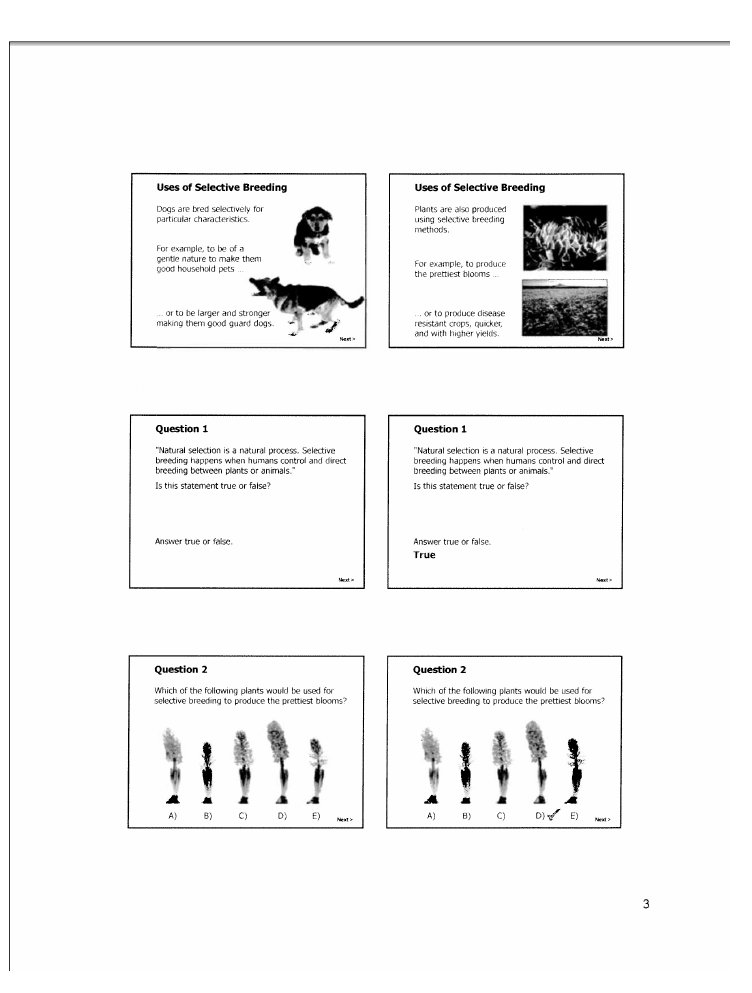 Uses of Selective Breeding
Dogs are bred selectively for
particular characteristics.
For example, to be of a
gentle nature to make them
good household pets ...
... or to be larger and stronger
making them good guard dogs.
Next >
Uses of Selective Breeding
Plants are also produced
using selective breeding
methods.
For example, to produce
the prettiest blooms ...
... or to produce disease
resistant crops, quicker,
and with higher yields.
Next >
Question 1
"Natural selection is a natural process. Selective
breeding happens when humans control and direct
breeding between plants or animals."
Is this statement true or false?
Answer true or false.
Next >
Question 1
"Natural selection is a natural process. Selective
breeding happens when humans control and direct
breeding between plants or animals."
Is this statement true or false?
Answer true or false.
True
Next >
Question 2
Which of the following plants would be used for
selective breeding to produce the prettiest blooms?
A) B) C) D) E)
Next >
Question 2
Which of the following plants would be used for
selective breeding to produce the prettiest blooms?
A) B) C) D) E)
Next >
3